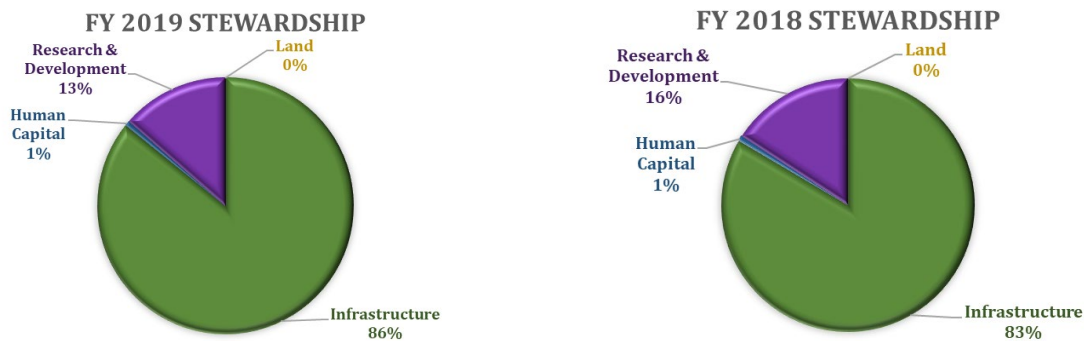 FY 2019 STEWARDSHIP
Land
0%
Research &
Development
13%
Human
Capital
1%
Infrastructure
86%
FY 2018 STEWARDSHIP
Land
0%
Research &
Development
16%
Human
Capital
1%
Infrastructure
83%